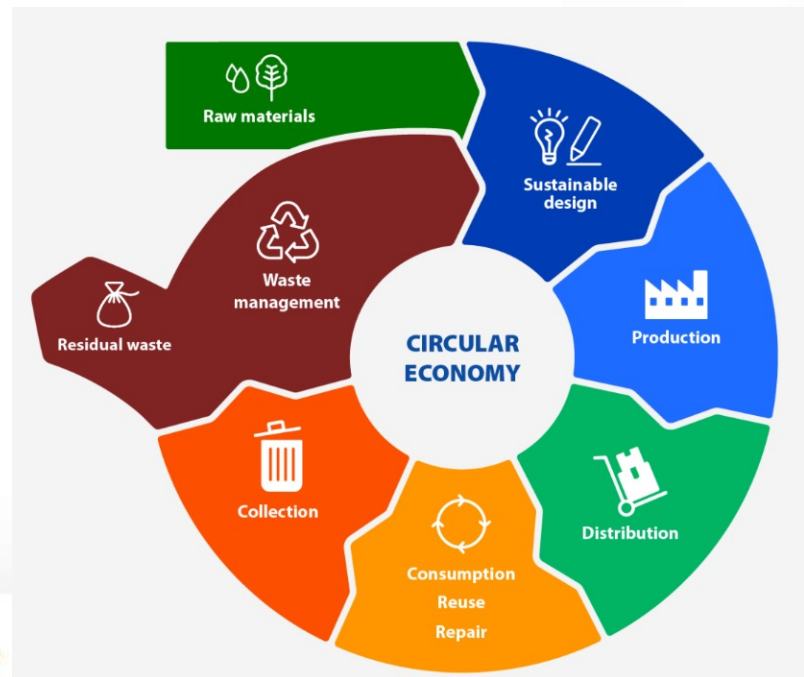 Raw materials
Sustainable
design
Production
Distribution
Consumption
Reuse
Repair
Collection
Waste
management
Residual waste
CIRCULAR
ECONOMY